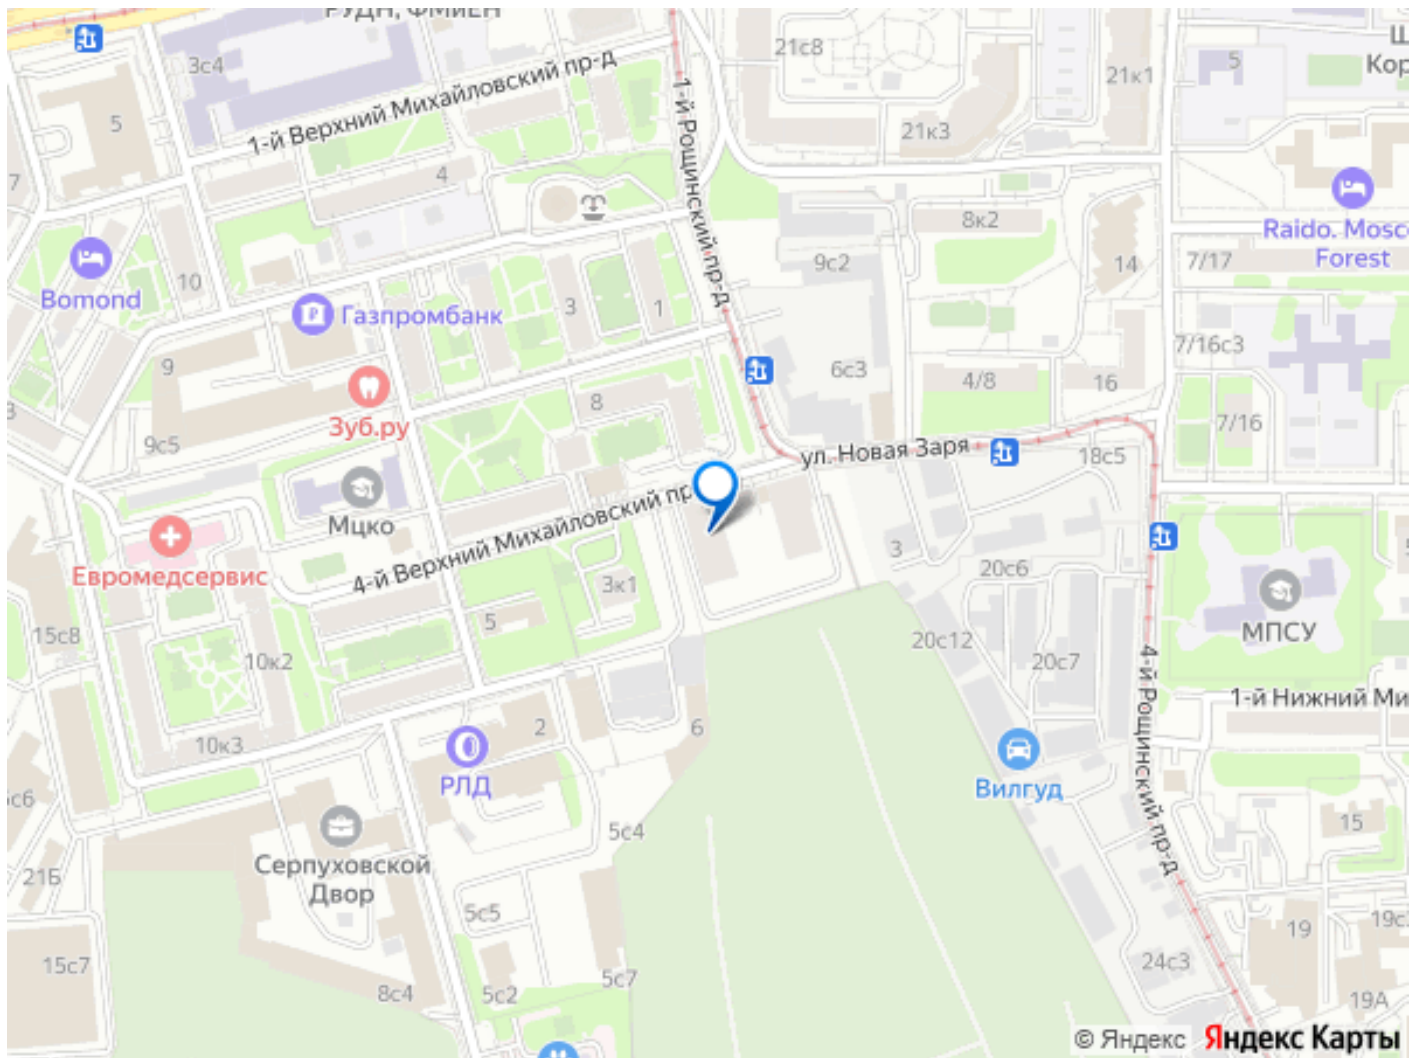 РУДН, ФМиЕН
3с4
1-й Верхний Михайловский пр-д
5
21с8
21к1
5
Ш
Кор
21к3
1-й Рощинский пр-д
7
4
8к2
Raido. Mosc
Forest
10
Bomond
9с2
14
7/17
3
1
Газпромбанк
7/16с3
9
6с3
4/8
16
Зуб.ру
8
7/16
3
9с5
ул. Новая Заря
18с5
Мцко
4-й Верхний Михайловский пр
3
Евромедсервис
3к1
20с6
5
МПСУ
15с8
10к2
20с12
20с7
4-й Рощинский пр-д
1-й Нижний Ми
10к3
2
6
РЛД
Вилгуд
с6
15
5с4
Серпуховской
Двор
21Б
5с5
19
19с
15с7
24с3
5с7
8с4
5с2
19А
© Яндекс Яндекс Карты